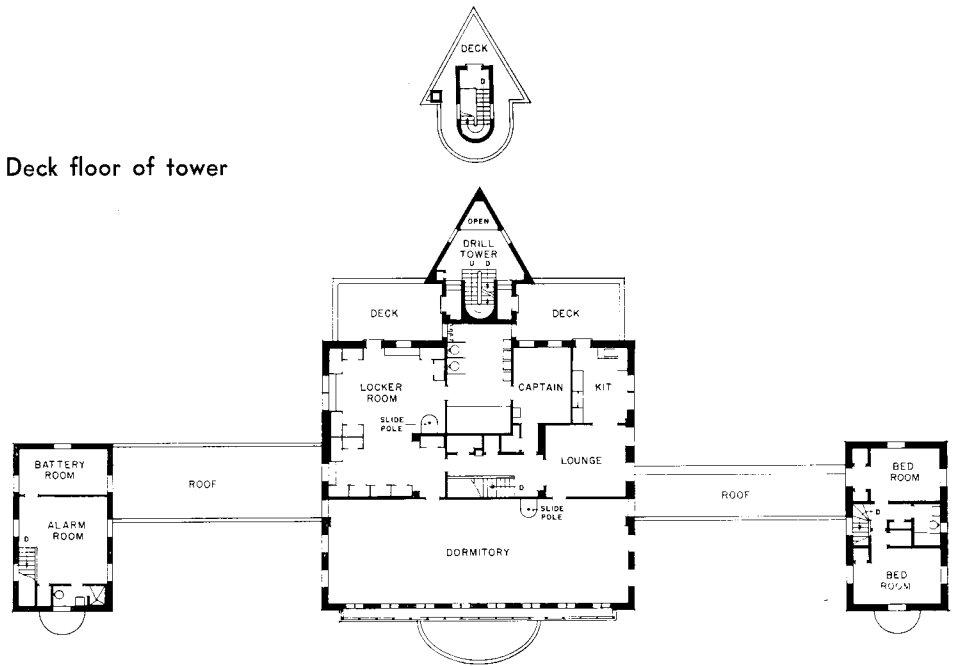 DECK
D
Deck floor of tower
OPEN
DRILL
TOWER
U D
DECK
DECK
LOCKER
ROOM
CAPTAIN
KIT
SLIDE
POLE
BATTERY
ROOM
LOUNGE
BED
ROOM
ROOF
D
ROOF
SLIDE
POLE
D
ALARM
ROOM
D
DORMITORY
BED
ROOM